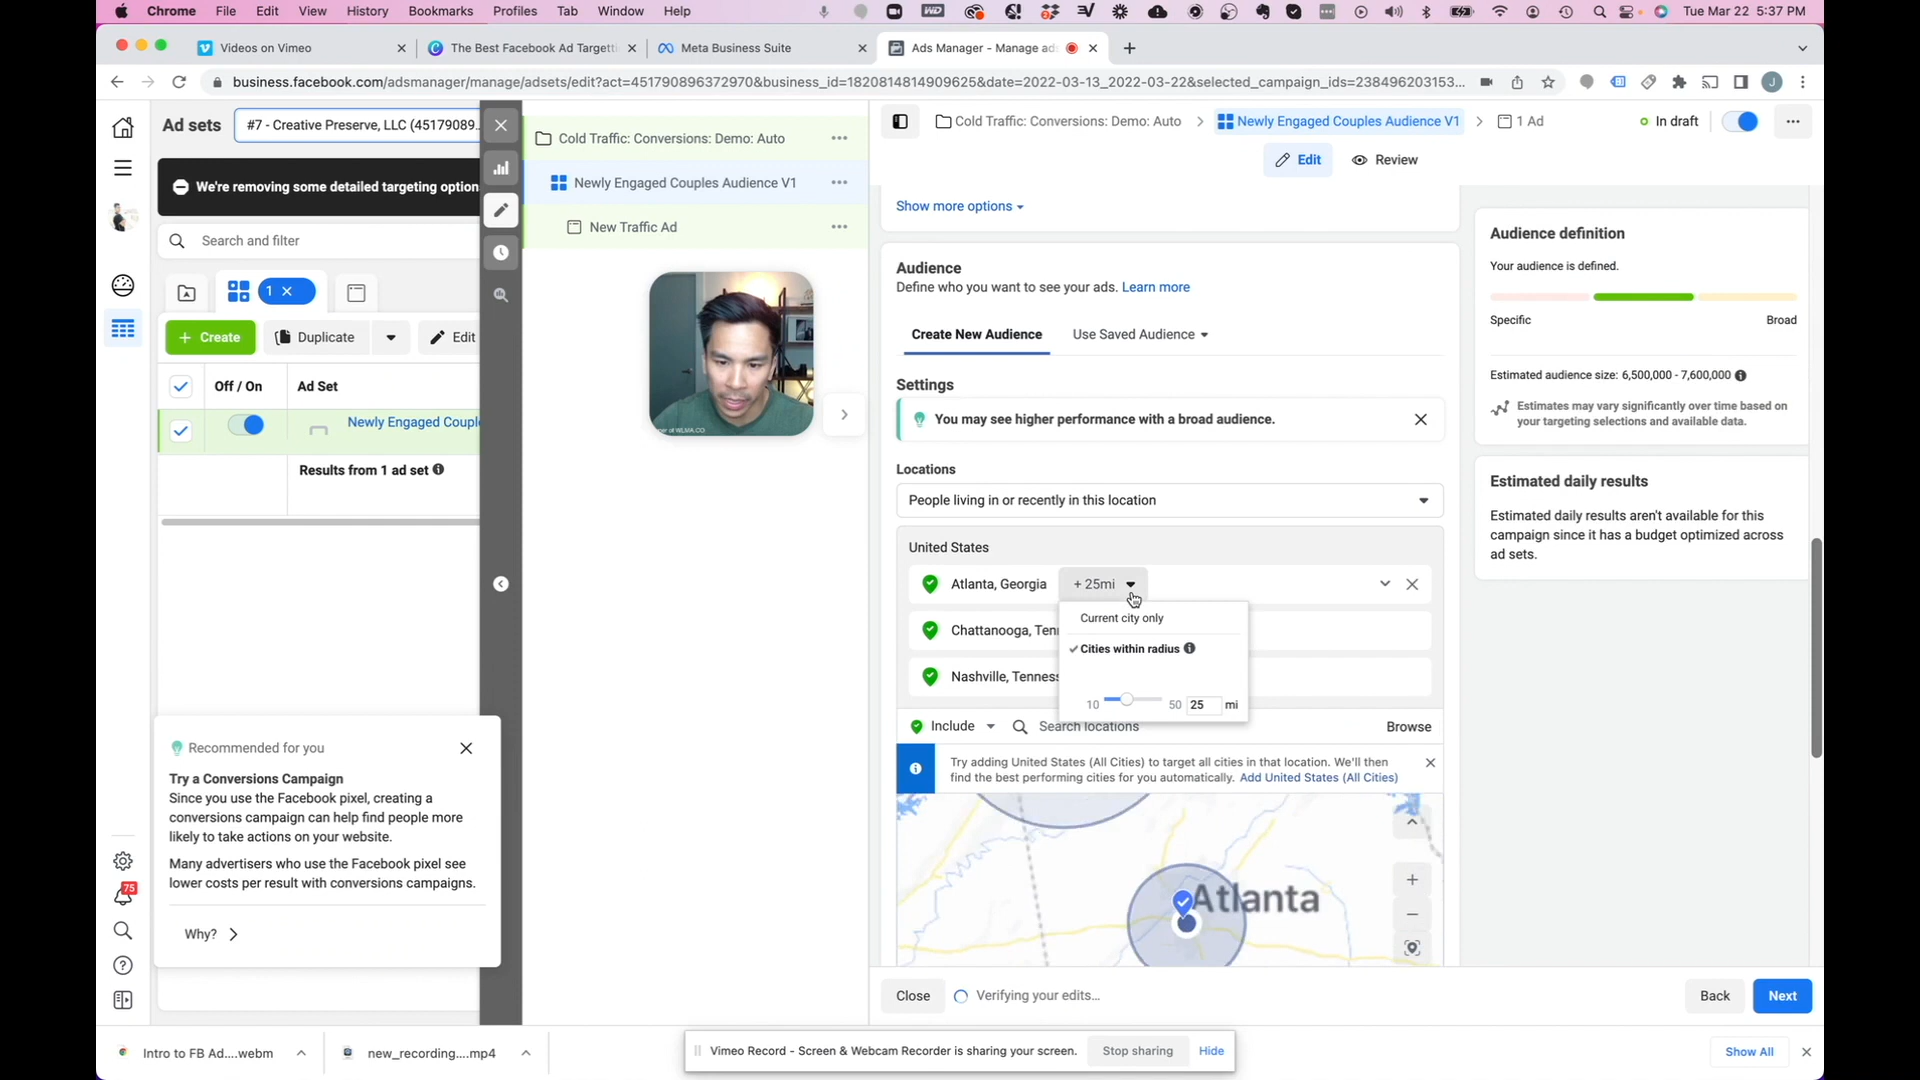 Chrome File Edit View History Bookmarks Profiles Tab Window Help
WD
Tue Mar 22 5:37 PM
Videos on Vimeo
The Best Facebook Ad Targetti
Meta Business Suite
Ads Manager - Manage ad
business.facebook.com/adsmanager/manage/adsets/edit?act=451790896372970&business_id=1820814814909625&date=2022-03-13_2022-03-22&selected_campaign_ids=238496203153...
J
Ad sets
#7 - Creative Preserve, LLC (45179089...
We're removing some detailed targeting option
Search and filter
1
Create
Duplicate
Edit
Off / On
Ad Set
Newly Engaged Couple
Results from 1 ad set
Recommended for you
Try a Conversions Campaign
Since you use the Facebook pixel, creating a
conversions campaign can help find people more
likely to take actions on your website.
Many advertisers who use the Facebook pixel see
lower costs per result with conversions campaigns.
Why?
75
Cold Traffic: Conversions: Demo: Auto
Newly Engaged Couples Audience V1
New Traffic Ad
Cold Traffic: Conversions: Demo: Auto
Newly Engaged Couples Audience V1
1 Ad
In draft
Edit
Review
Show more options
Audience
Define who you want to see your ads. Learn more
Create New Audience
Use Saved Audience
Settings
You may see higher performance with a broad audience.
Locations
People living in or recently in this location
United States
Atlanta, Georgia + 25mi
Current city only
Chattanooga, Ten
Cities within radius
Nashville, Tennes
10 50 25 mi
Include
Search locations
Browse
Try adding United States (All Cities) to target all cities in that location. We'll then
find the best performing cities for you automatically. Add United States (All Cities)
Atlanta
Audience definition
Your audience is defined.
Specific
Broad
Estimated audience size: 6,500,000 - 7,600,000
Estimates may vary significantly over time based on
your targeting selections and available data.
Estimated daily results
Estimated daily results aren't available for this
campaign since it has a budget optimized across
ad sets.
Close
Verifying your edits...
Back
Next
Intro to FB Ad....webm
new_recording....mp4
Vimeo Record - Screen & Webcam Recorder is sharing your screen.
Stop sharing
Hide
Show All